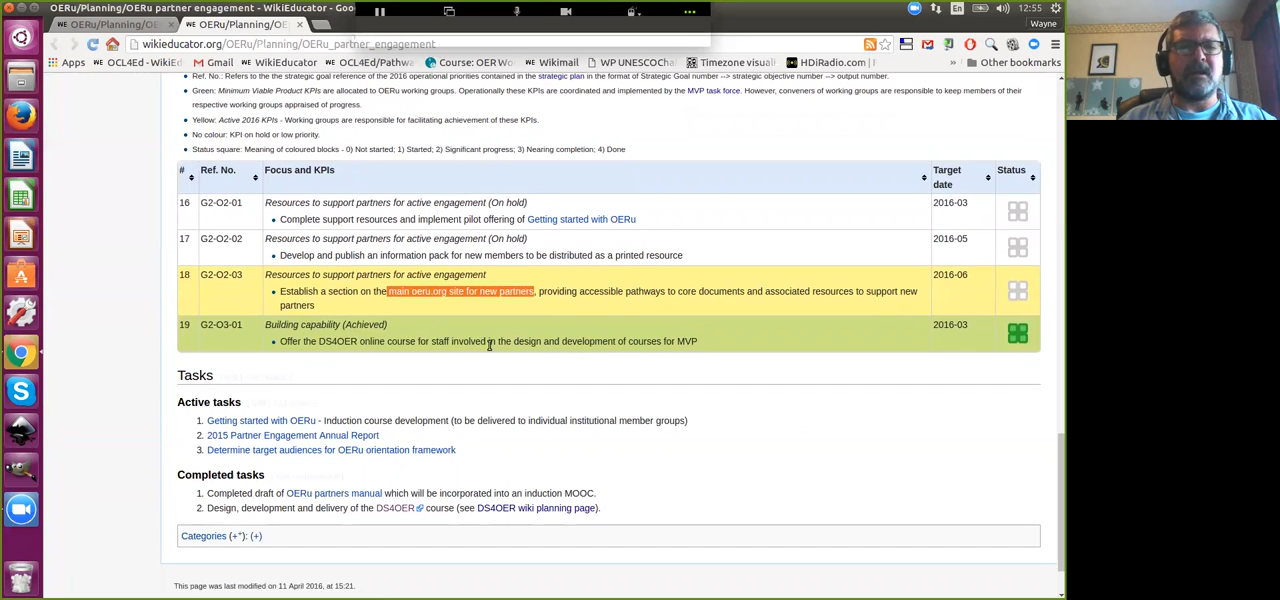 OERu/Planning/OERu partner engagement - WikiEducator - Goo
12:55
En
WE OERu/Planning/OE
WE OERu/Planning/OE
Wayne
wikieducator.org/OERu/Planning/OERu_partner_engagement
Apps
WE OCL4Ed - WikiEd
Gmail
WE WikiEducator
OCL4Ed/Pathwa
Course: OER
WE Wikimail
WP UNESCOCha
Timezone visuali
HDiRadio.com | F
» Other bookmarks
Ref. No.: Refers to the the strategic goal reference of the 2016 operational priorities contained in the strategic plan in the format of Strategic Goal number --> strategic objective number --> output number.
Green: Minimum Viable Product KPIs are allocated to OERu working groups. Operationally these KPIs are coordinated and implemented by the MVP task force. However, conveners of working groups are responsible to keep members of their
respective working groups appraised of progress.
Yellow: Active 2016 KPIs - Working groups are responsible for facilitating achievement of these KPIs.
No colour: KPI on hold or low priority.
Status square: Meaning of coloured blocks - 0) Not started; 1) Started; 2) Significant progress; 3) Nearing completion; 4) Done
# Ref. No. Focus and KPIs Target date Status
16 G2-O2-01 Resources to support partners for active engagement (On hold) 2016-03
Complete support resources and implement pilot offering of Getting started with OERu
17 G2-O2-02 Resources to support partners for active engagement (On hold) 2016-05
Develop and publish an information pack for new members to be distributed as a printed resource
18 G2-O2-03 Resources to support partners for active engagement 2016-06
Establish a section on the main oeru.org site for new partners, providing accessible pathways to core documents and associated resources to support new
partners
19 G2-O3-01 Building capability (Achieved) 2016-03
Offer the DS4OER online course for staff involved in the design and development of courses for MVP
Tasks
Active tasks
1. Getting started with OERu - Induction course development (to be delivered to individual institutional member groups)
2. 2015 Partner Engagement Annual Report
3. Determine target audiences for OERu orientation framework
Completed tasks
1. Completed draft of OERu partners manual which will be incorporated into an induction MOOC.
2. Design, development and delivery of the DS4OER course (see DS4OER wiki planning page).
Categories (+⁺): (+)
This page was last modified on 11 April 2016, at 15:21.